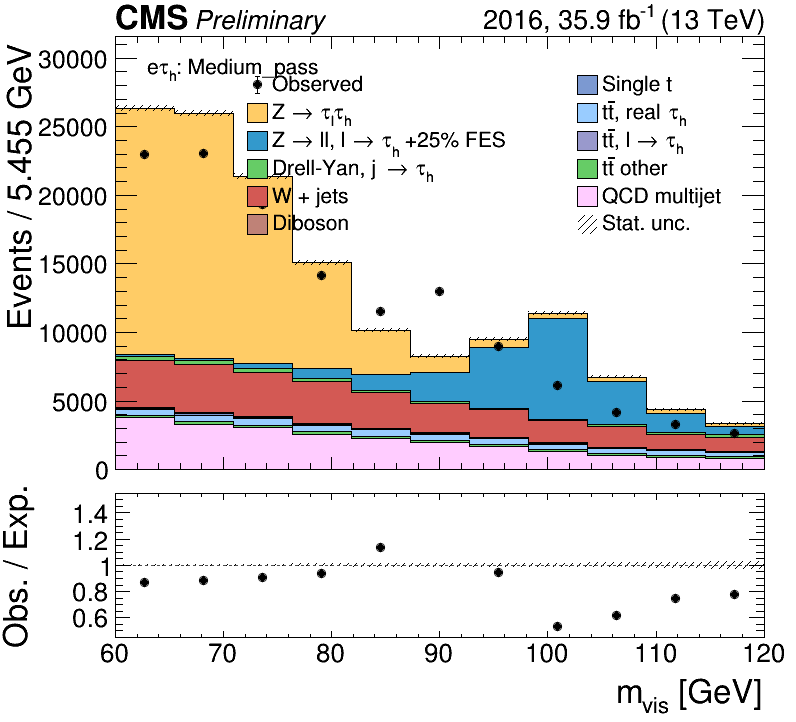 CMS Preliminary 2016, 35.9 fb⁻¹ (13 TeV)
Events / 5.455 GeV
30000
25000
20000
15000
10000
5000
0
eτₕ: Medium_pass
Observed
Z → τₗτₕ
Z → ll, l → τₕ +25% FES
Drell-Yan, j → τₕ
W + jets
Diboson
Single t
tt̄, real τₕ
tt̄, l → τₕ
tt̄ other
QCD multijet
Stat. unc.
Obs. / Exp.
1.4
1.2
1
0.8
0.6
60 70 80 90 100 110 120
m_vis [GeV]